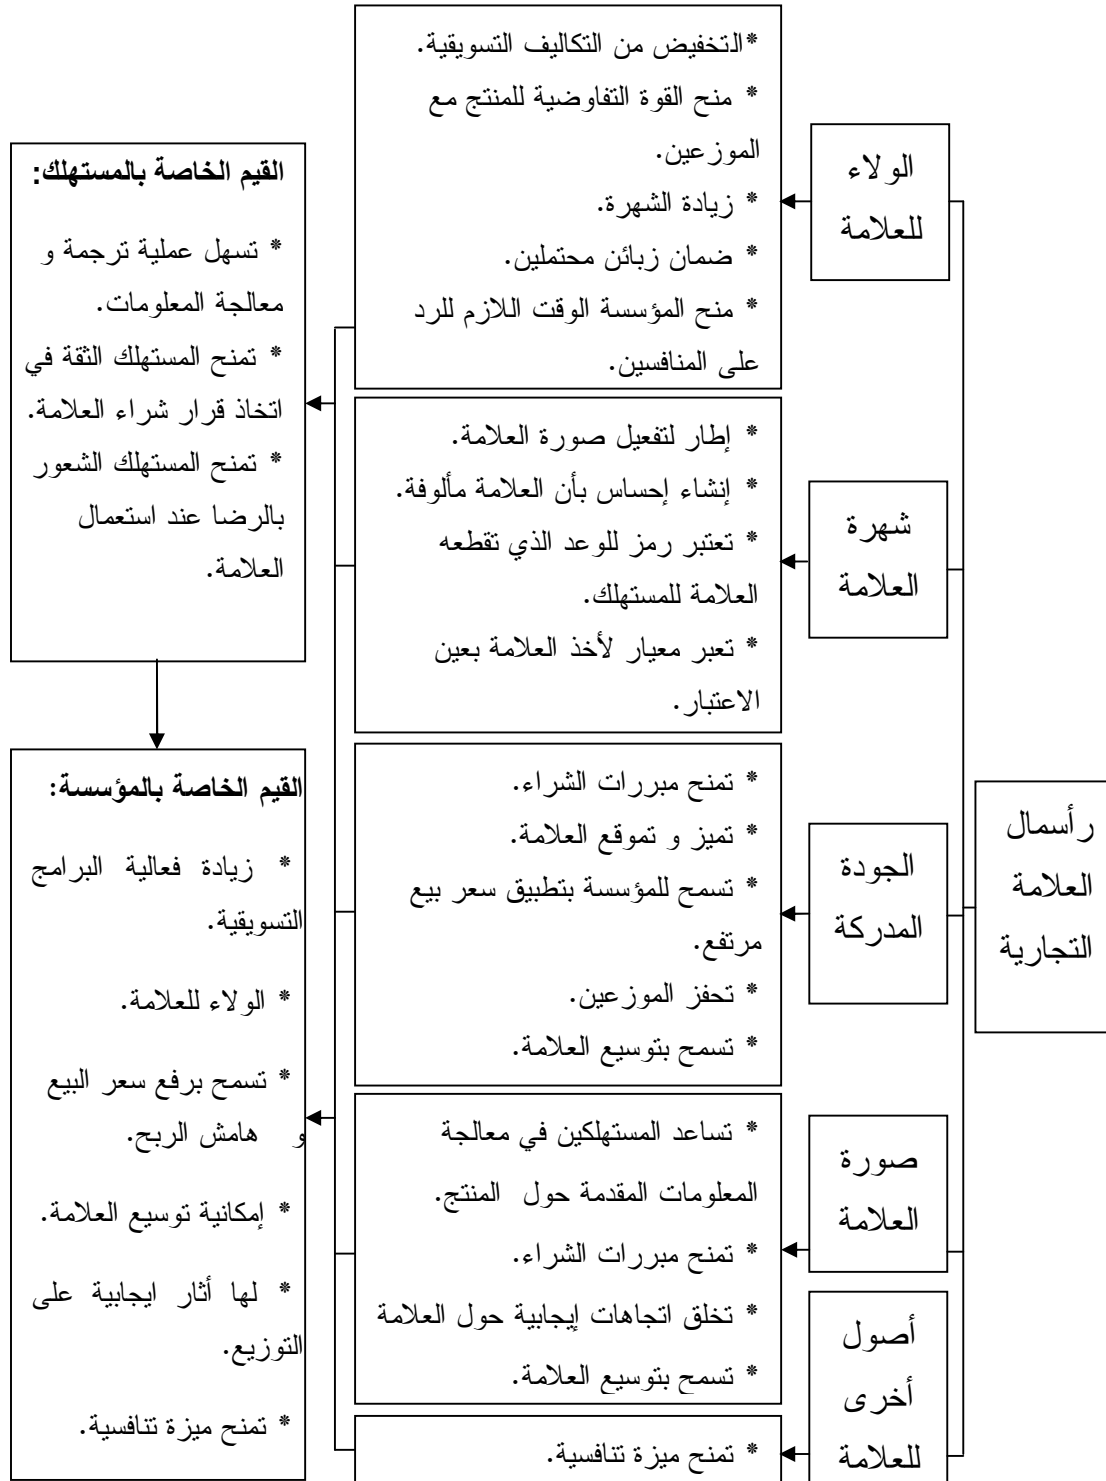 رأسمال
العلامة
التجارية
الولاء
للعلامة
*التخفيض من التكاليف التسويقية.
* منح القوة التفاوضية للمنتج مع
الموزعين.
* زيادة الشهرة.
* ضمان زبائن محتملين.
* منح المؤسسة الوقت اللازم للرد
على المنافسين.
شهرة
العلامة
* إطار لتفعيل صورة العلامة.
* إنشاء إحساس بأن العلامة مألوفة.
* تعتبر رمز للوعد الذي تقطعه
العلامة للمستهلك.
* تعبر معيار لأخذ العلامة بعين
الاعتبار.
الجودة
المدركة
* تمنح مبررات الشراء.
* تميز و تموقع العلامة.
* تسمح للمؤسسة بتطبيق سعر بيع
مرتفع.
* تحفز الموزعين.
* تسمح بتوسيع العلامة.
صورة
العلامة
* تساعد المستهلكين في معالجة
المعلومات المقدمة حول المنتج.
* تمنح مبررات الشراء.
* تخلق اتجاهات إيجابية حول العلامة
* تسمح بتوسيع العلامة.
أصول
أخرى
للعلامة
* تمنح ميزة تنافسية.
القيم الخاصة بالمستهلك:
* تسهل عملية ترجمة و
معالجة المعلومات.
* تمنح المستهلك الثقة في
اتخاذ قرار شراء العلامة.
* تمنح المستهلك الشعور
بالرضا عند استعمال
العلامة.
القيم الخاصة بالمؤسسة:
* زيادة فعالية البرامج
التسويقية.
* الولاء للعلامة.
* تسمح برفع سعر البيع
و هامش الربح.
* إمكانية توسيع العلامة.
* لها أثار ايجابية على
التوزيع.
* تمنح ميزة تنافسية.